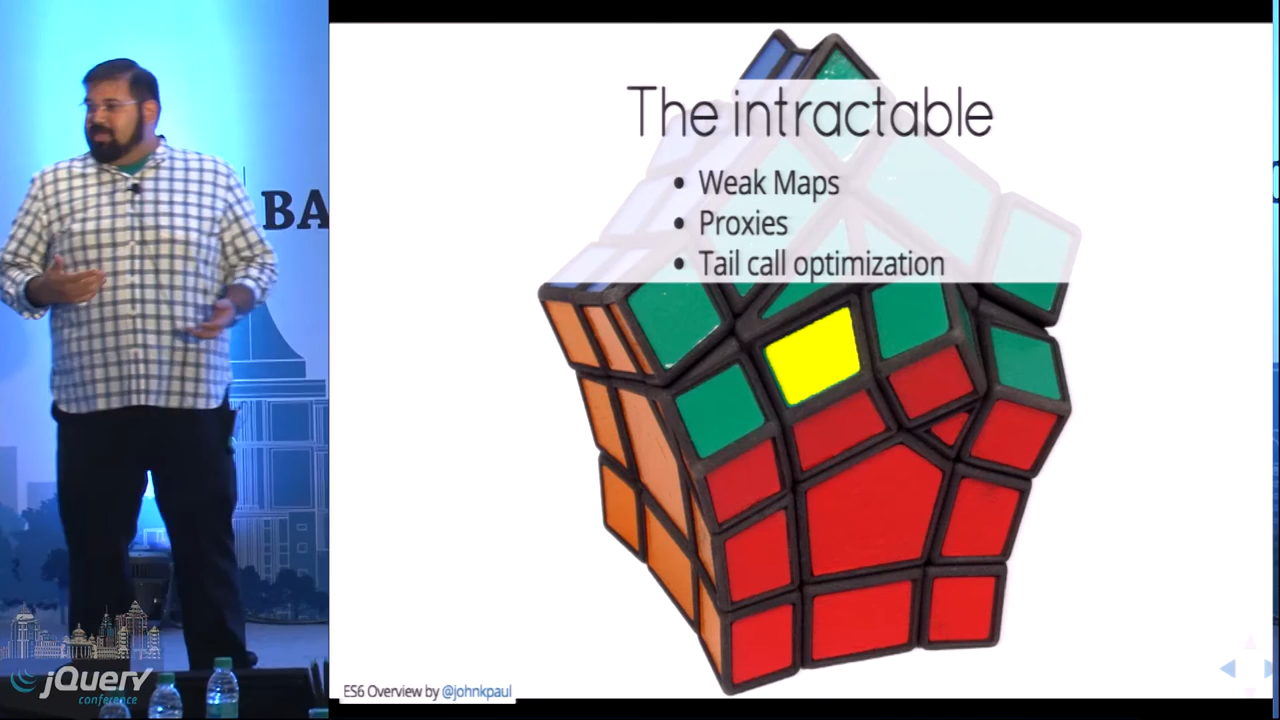 The intractable
• Weak Maps
• Proxies
• Tail call optimization
BA
ES6 Overview by @johnkpaul
jQuery
conference